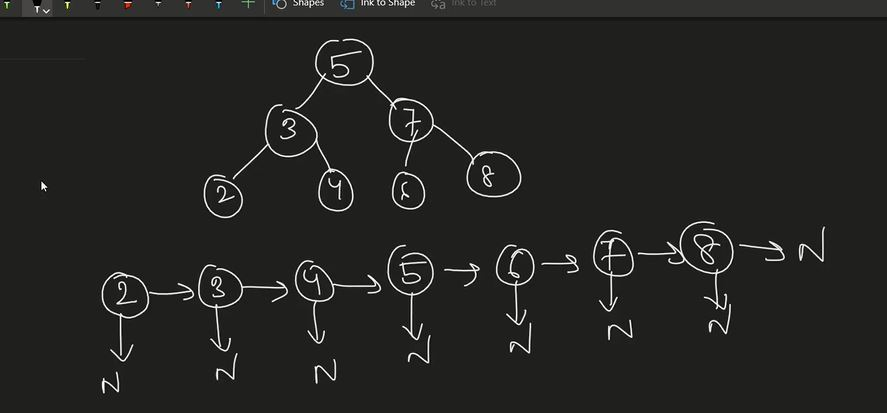 Shapes Ink to Shape Ink to Text
5
3 7
2 4 6 8
2 → 3 → 4 → 5 → 6 → 7 → 8 → N
N N N N N N N